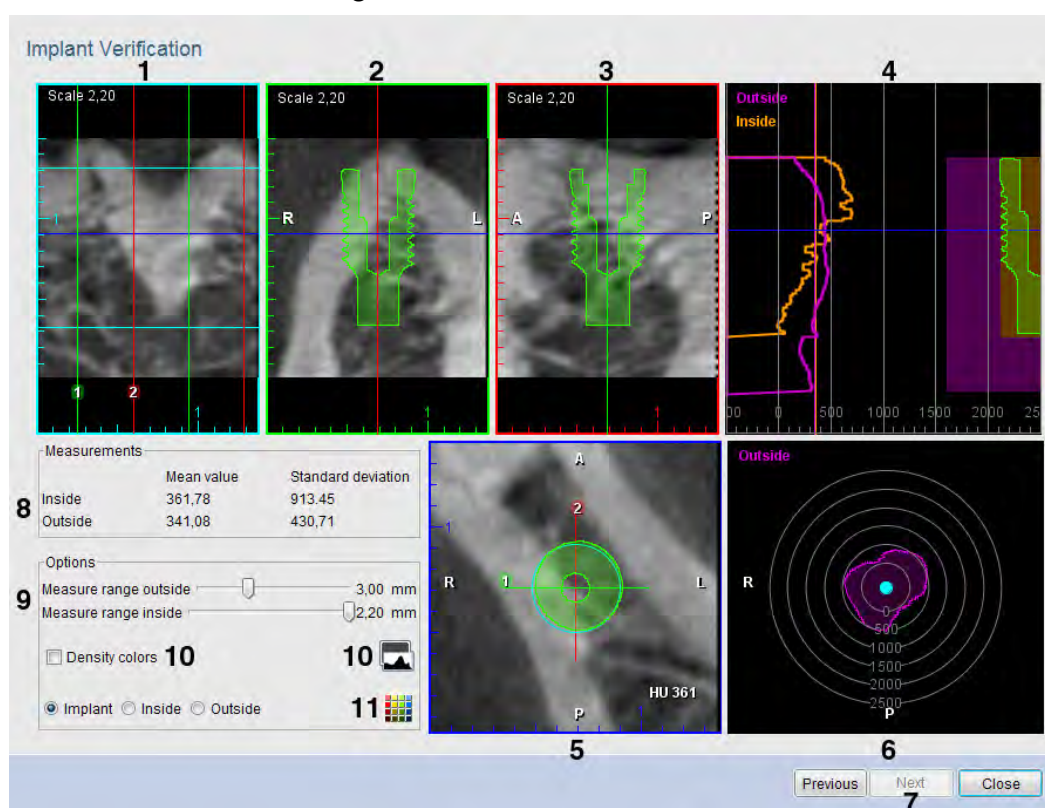 Implant Verification
1
2
3
4
Scale 2,20
1
1
2
1
Scale 2,20
R
L
1
Scale 2,20
A
P
1
Outside
Inside
0
500
1000
1500
2000
Measurements
Mean value
Standard deviation
8
Inside
361,78
913.45
Outside
341,08
430,71
Options
9
Measure range outside
3,00 mm
Measure range inside
2,20 mm
Density colors
10
10
Implant
Inside
Outside
11
A
2
1
R
1
L
HU 361
P
5
Outside
R
0
500
1000
1500
2000
2500
P
6
Previous
Next
Close
7